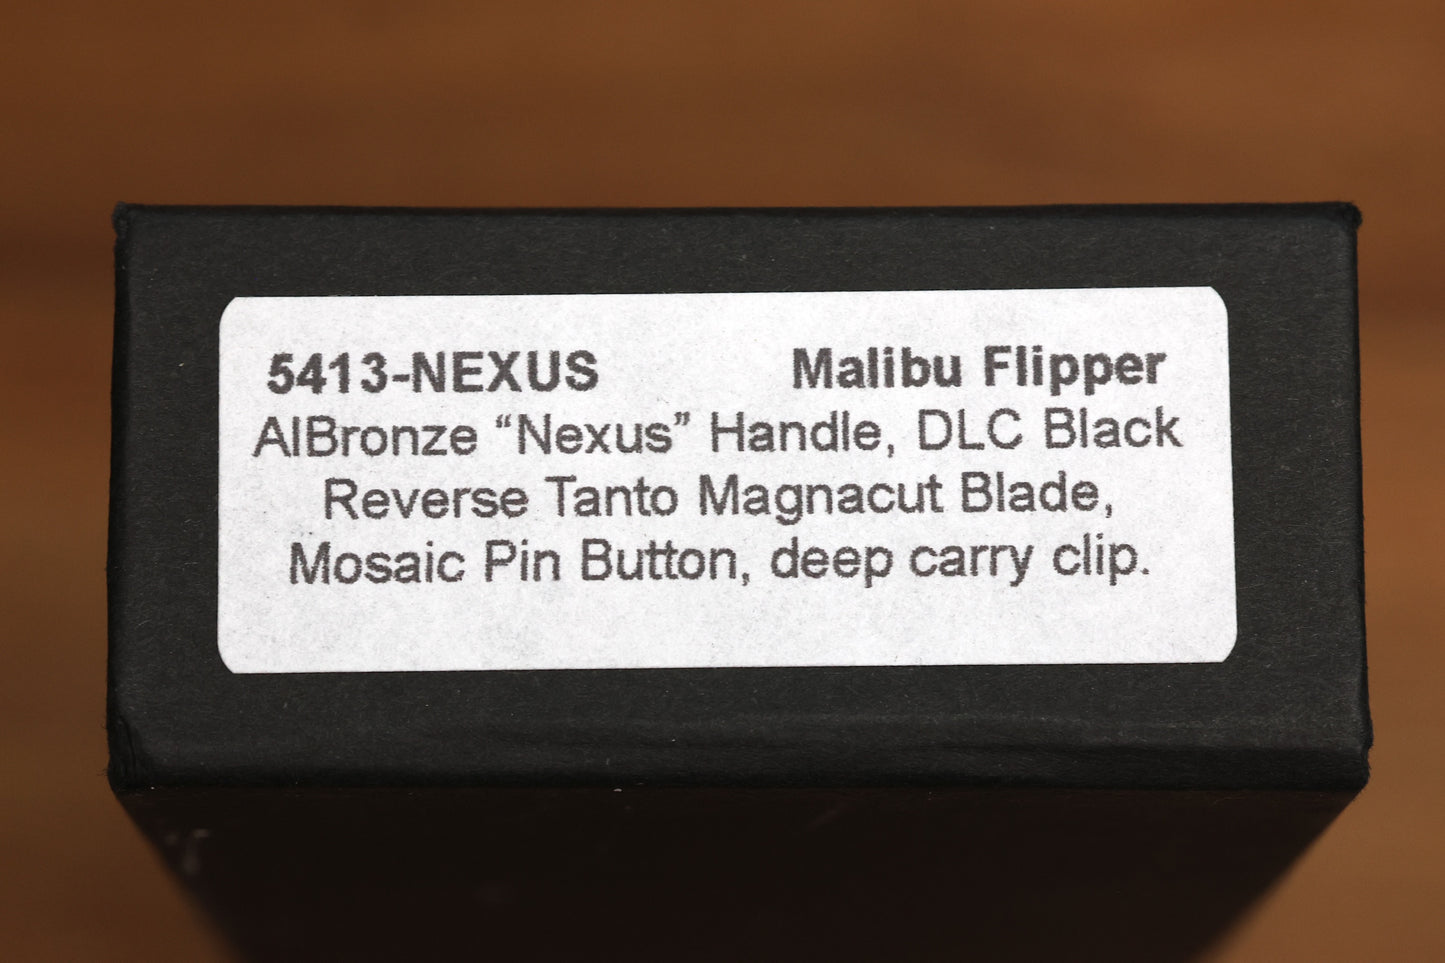 5413-NEXUS Malibu Flipper
AlBronze “Nexus” Handle, DLC Black
Reverse Tanto Magnacut Blade,
Mosaic Pin Button, deep carry clip.